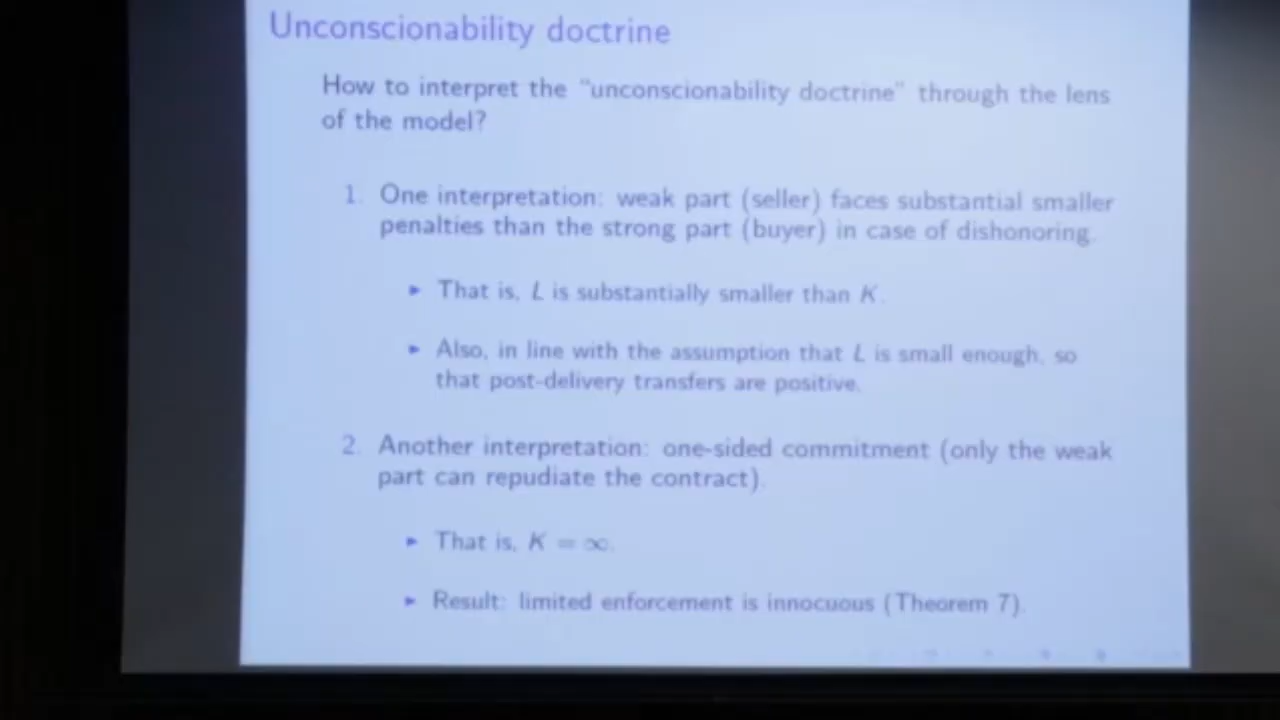 Unconscionability doctrine
How to interpret the "unconscionability doctrine" through the lens
of the model?
1. One interpretation: weak part (seller) faces substantial smaller
penalties than the strong part (buyer) in case of dishonoring.
► That is, L is substantially smaller than K.
► Also, in line with the assumption that L is small enough, so
that post-delivery transfers are positive.
2. Another interpretation: one-sided commitment (only the weak
part can repudiate the contract).
► That is, K = ∞.
► Result: limited enforcement is innocuous (Theorem 7).